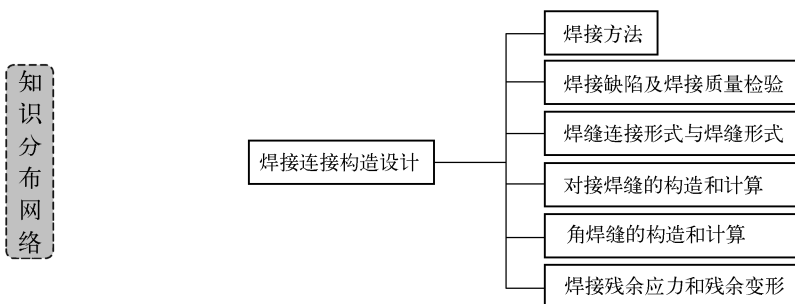 知识分布网络
焊接连接构造设计
焊接方法
焊接缺陷及焊接质量检验
焊缝连接形式与焊缝形式
对接焊缝的构造和计算
角焊缝的构造和计算
焊接残余应力和残余变形